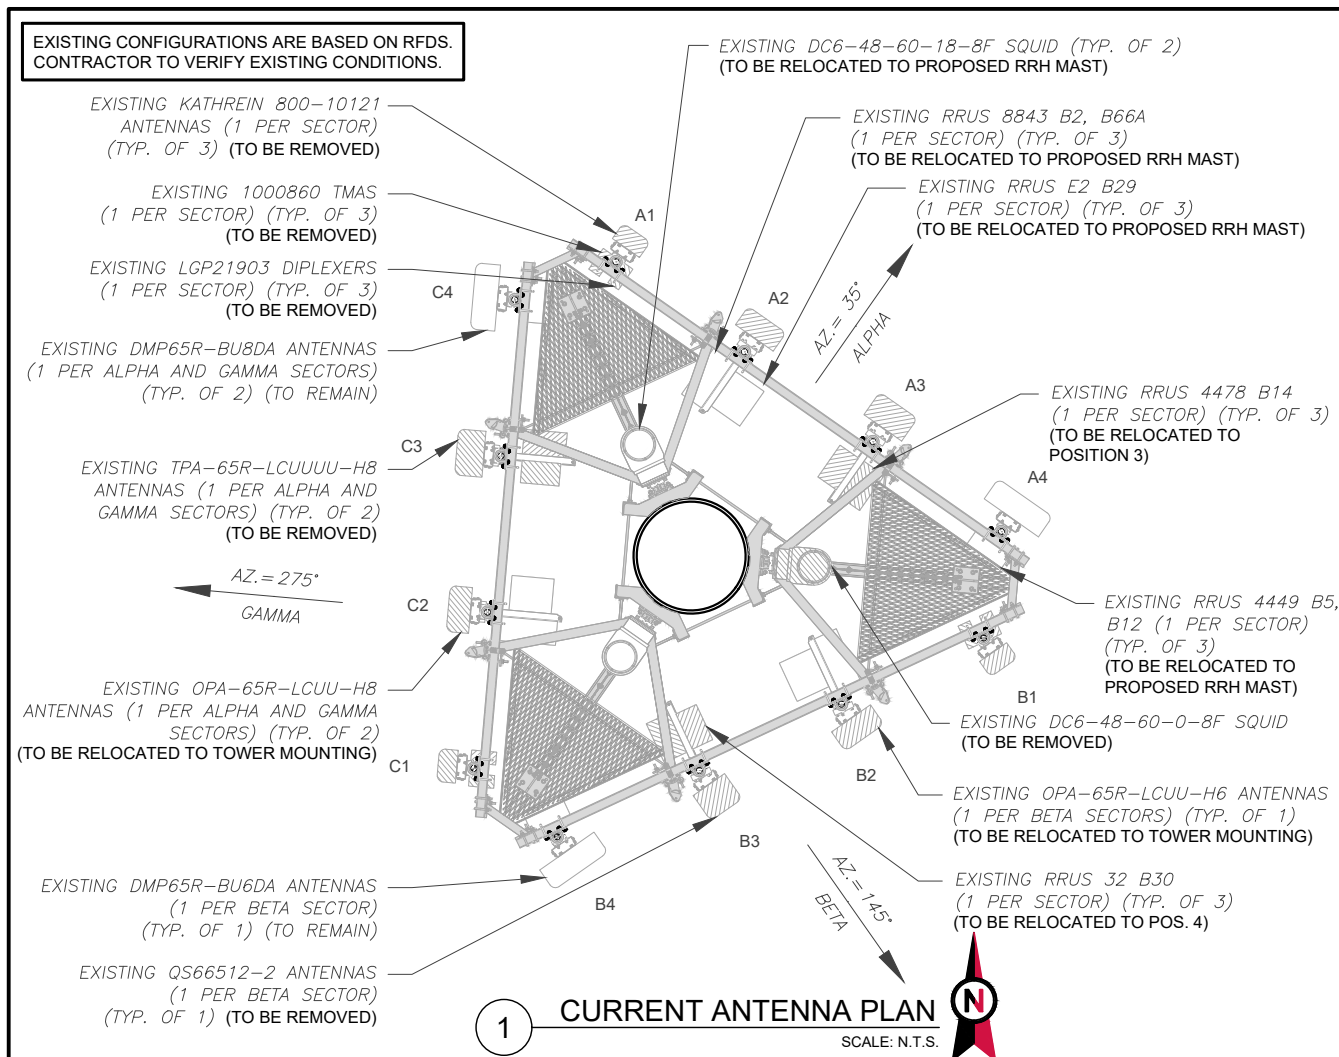 EXISTING CONFIGURATIONS ARE BASED ON RFDS.
CONTRACTOR TO VERIFY EXISTING CONDITIONS.
EXISTING DC6-48-60-18-8F SQUID (TYP. OF 2)
(TO BE RELOCATED TO PROPOSED RRH MAST)
EXISTING KATHREIN 800-10121
ANTENNAS (1 PER SECTOR)
(TYP. OF 3) (TO BE REMOVED)
EXISTING RRUS 8843 B2, B66A
(1 PER SECTOR) (TYP. OF 3)
(TO BE RELOCATED TO PROPOSED RRH MAST)
EXISTING 1000860 TMAS
(1 PER SECTOR) (TYP. OF 3)
(TO BE REMOVED)
EXISTING RRUS E2 B29
(1 PER SECTOR) (TYP. OF 3)
(TO BE RELOCATED TO PROPOSED RRH MAST)
A1
EXISTING LGP21903 DIPLEXERS
(1 PER SECTOR) (TYP. OF 3)
(TO BE REMOVED)
C4
A2
AZ.= 35°
ALPHA
EXISTING DMP65R-BU8DA ANTENNAS
(1 PER ALPHA AND GAMMA SECTORS)
(TYP. OF 2) (TO REMAIN)
A3
EXISTING RRUS 4478 B14
(1 PER SECTOR) (TYP. OF 3)
(TO BE RELOCATED TO
POSITION 3)
C3
EXISTING TPA-65R-LCUUUU-H8
ANTENNAS (1 PER ALPHA AND
GAMMA SECTORS) (TYP. OF 2)
(TO BE REMOVED)
A4
AZ.= 275°
GAMMA
C2
EXISTING RRUS 4449 B5,
B12 (1 PER SECTOR)
(TYP. OF 3)
(TO BE RELOCATED TO
PROPOSED RRH MAST)
EXISTING OPA-65R-LCUU-H8
ANTENNAS (1 PER ALPHA AND GAMMA
SECTORS) (TYP. OF 2)
(TO BE RELOCATED TO TOWER MOUNTING)
B1
EXISTING DC6-48-60-0-8F SQUID
(TO BE REMOVED)
C1
B2
EXISTING OPA-65R-LCUU-H6 ANTENNAS
(1 PER BETA SECTORS) (TYP. OF 1)
(TO BE RELOCATED TO TOWER MOUNTING)
B3
EXISTING DMP65R-BU6DA ANTENNAS
(1 PER BETA SECTOR)
(TYP. OF 1) (TO REMAIN)
B4
AZ.= 145°
BETA
EXISTING RRUS 32 B30
(1 PER SECTOR) (TYP. OF 3)
(TO BE RELOCATED TO POS. 4)
EXISTING QS66512-2 ANTENNAS
(1 PER BETA SECTOR)
(TYP. OF 1) (TO BE REMOVED)
1
CURRENT ANTENNA PLAN
SCALE: N.T.S.
N